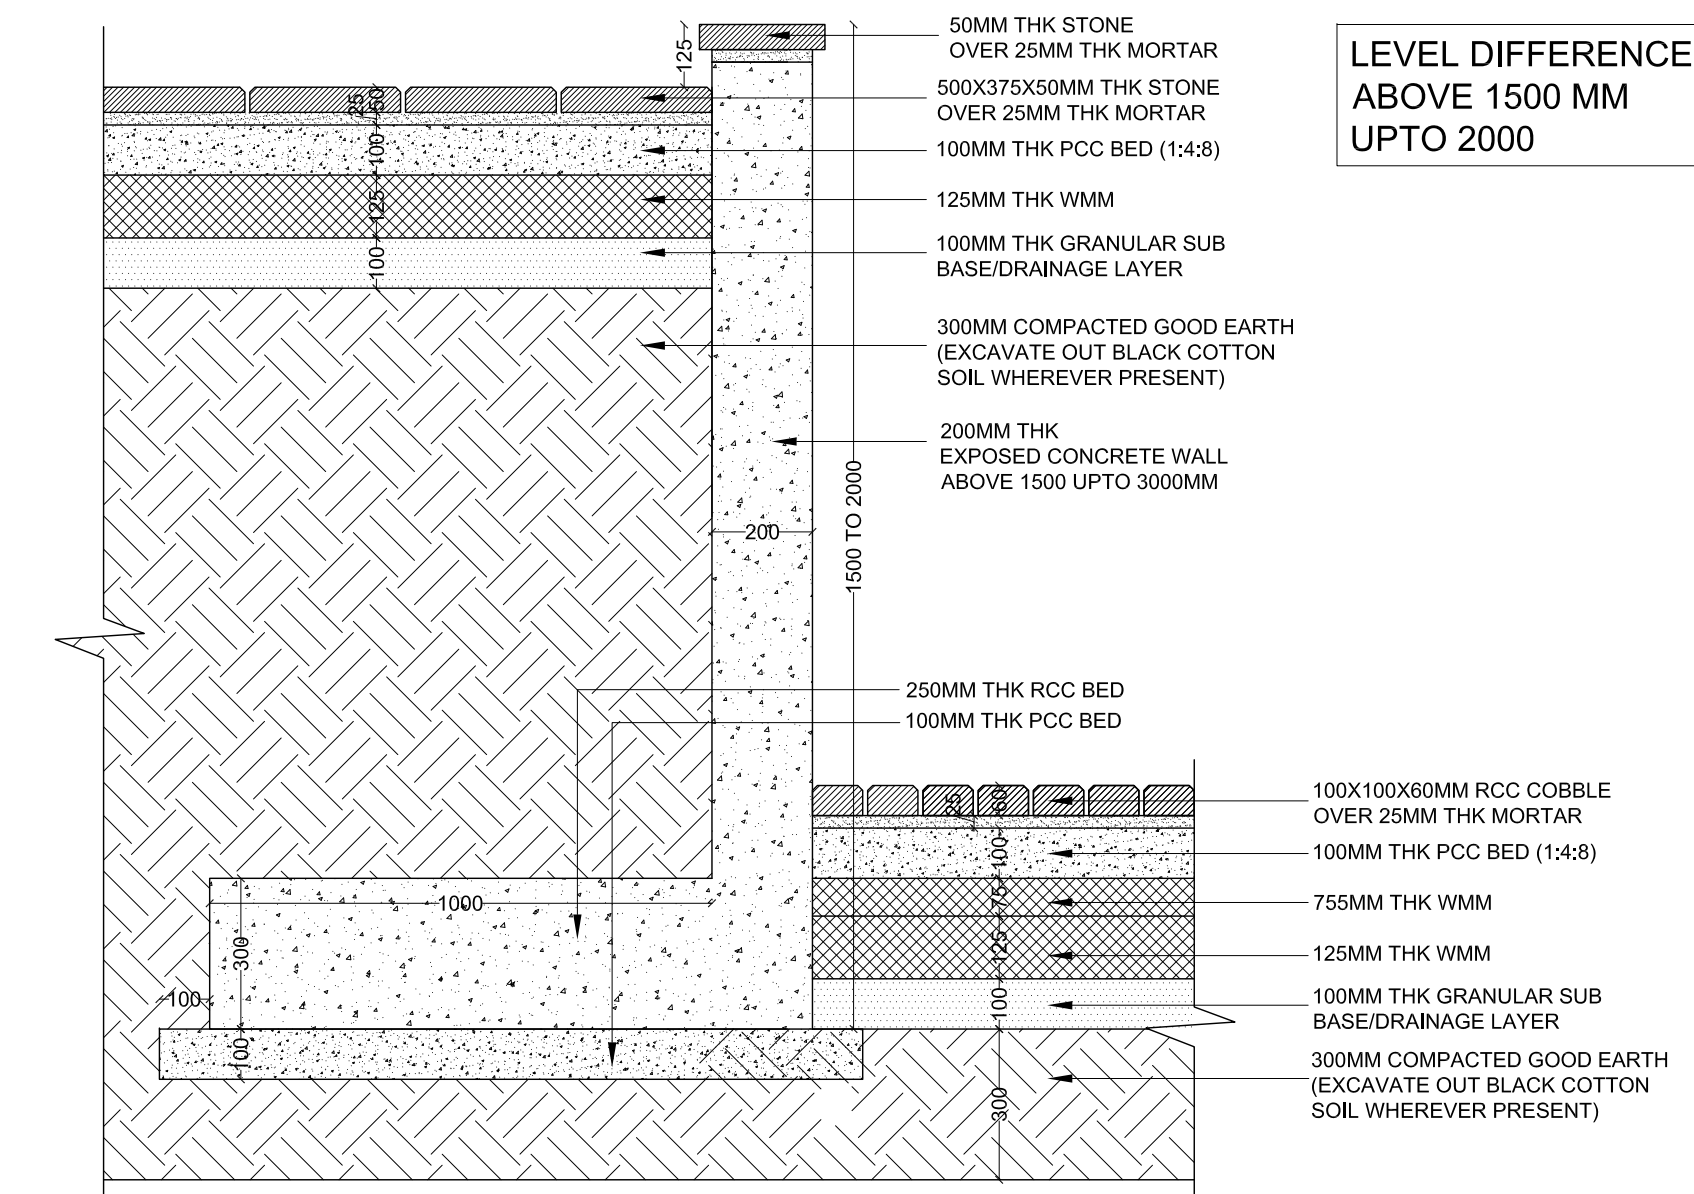 50MM THK STONE
OVER 25MM THK MORTAR
LEVEL DIFFERENCE
ABOVE 1500 MM
UPTO 2000
125
500X375X50MM THK STONE
OVER 25MM THK MORTAR
25
50
100MM THK PCC BED (1:4:8)
100
125MM THK WMM
125
100MM THK GRANULAR SUB
BASE/DRAINAGE LAYER
100
300MM COMPACTED GOOD EARTH
(EXCAVATE OUT BLACK COTTON
SOIL WHEREVER PRESENT)
200MM THK
EXPOSED CONCRETE WALL
ABOVE 1500 UPTO 3000MM
200
1500 TO 2000
250MM THK RCC BED
100MM THK PCC BED
100X100X60MM RCC COBBLE
OVER 25MM THK MORTAR
25
60
100MM THK PCC BED (1:4:8)
100
755MM THK WMM
75
1000
300
125MM THK WMM
125
100MM THK GRANULAR SUB
BASE/DRAINAGE LAYER
100
100
100
300MM COMPACTED GOOD EARTH
(EXCAVATE OUT BLACK COTTON
SOIL WHEREVER PRESENT)
300